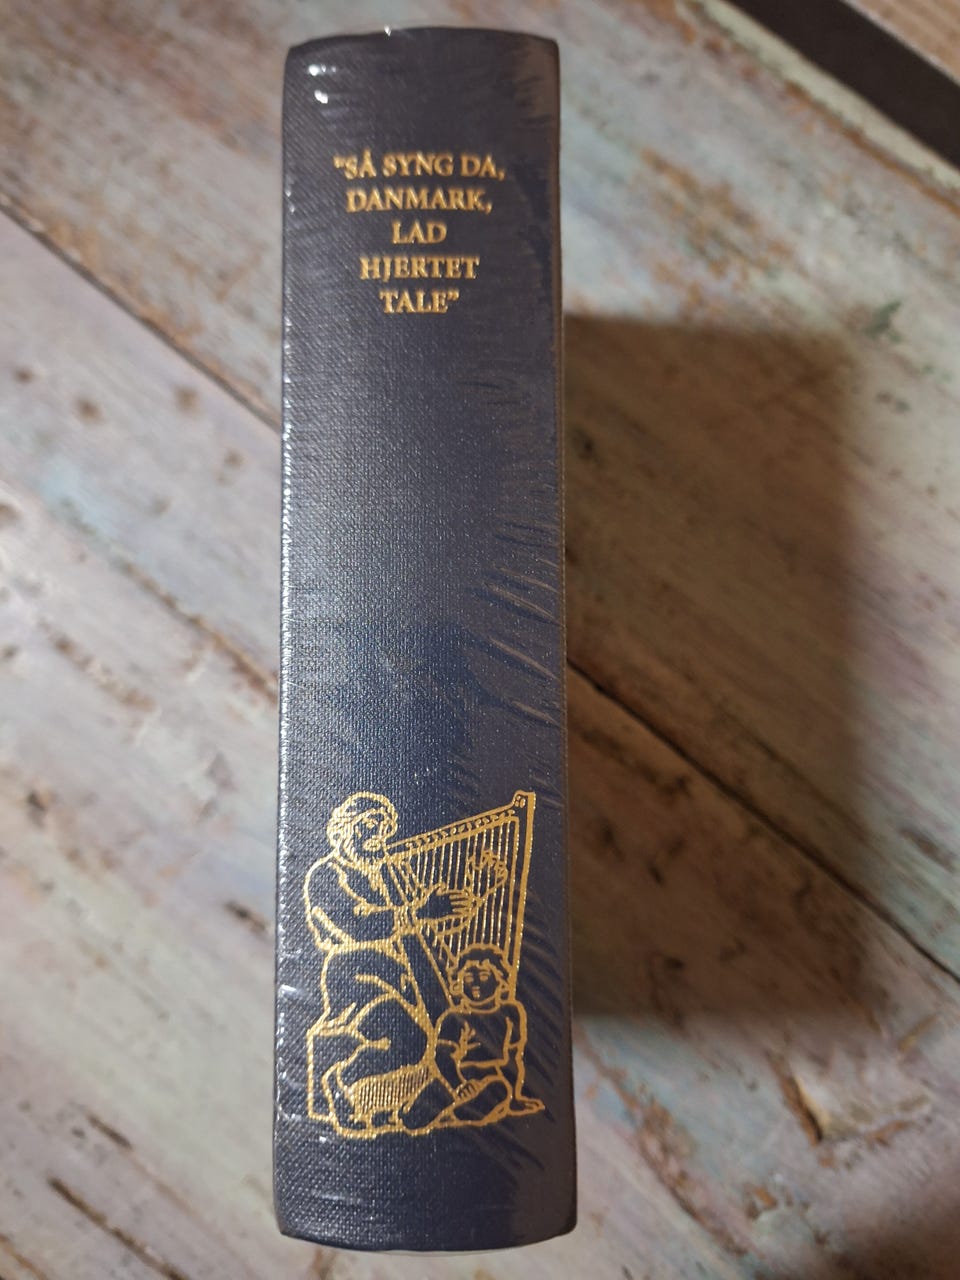 “SÅ SYNG DA,
DANMARK,
LAD
HJERTET
TALE”